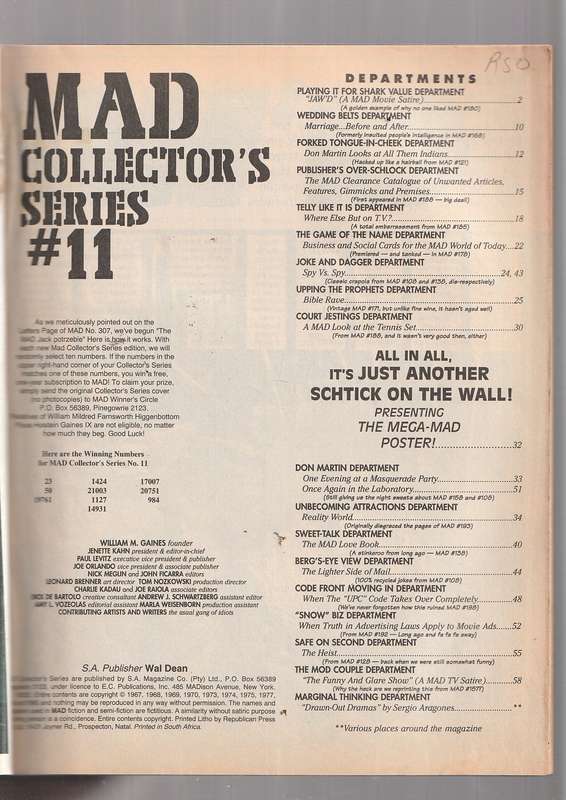 R50
MAD
COLLECTOR'S
SERIES
#11
As we meticulously pointed out on the
Letters Page of MAD No. 307, we've begun "The
MAD Jack potrzebie" Here is how it works. With
each new Mad Collector's Series edition, we will
randomly select ten numbers. If the numbers in the
upper right-hand corner of your Collector's Series
matches one of these numbers, you win a free,
one-year subscription to MAD! To claim your prize,
simply send the original Collector's Series cover
(no photocopies) to MAD Winner's Circle
P.O. Box 56389, Pinegowrie 2123.
of William Mildred Farnsworth Higgenbottom
Holstein Gaines IX are not eligible, no matter
how much they beg. Good Luck!
Here are the Winning Numbers
for MAD Collector's Series No. 11
23 1424 17007
50 21003 20751
1127 984
14931
WILLIAM M. GAINES founder
JENETTE KAHN president & editor-in-chief
PAUL LEVITZ executive vice president & publisher
JOE ORLANDO vice president & associate publisher
NICK MEGLIN and JOHN FICARRA editors
LEONARD BRENNER art director TOM NOZKOWSKI production director
CHARLIE KADAU and JOE RAIOLA associate editors
DICK DE BARTOLO creative consultant ANDREW J. SCHWARTZBERG assistant editor
AMY L. VOZEOLAS editorial assistant MARLA WEISENBORN production assistant
CONTRIBUTING ARTISTS AND WRITERS the usual gang of idiots
S.A. Publisher Wal Dean
Collector's Series are published by S.A. Magazine Co. (Pty) Ltd., P.O. Box 56389
under licence to E.C. Publications, Inc. 485 MADison Avenue, New York,
Entire contents are copyright © 1967, 1968, 1969, 1970, 1973, 1974, 1975, 1977,
and nothing may be reproduced in any way without permission. The names and
used in MAD fiction and semi-fiction are fictitious. A similarity without satiric purpose
person is a coincidence. Entire contents copyright. Printed Litho by Republican Press
Joyner Rd., Prospecton, Natal. Printed in South Africa.
DEPARTMENTS
PLAYING IT FOR SHARK VALUE DEPARTMENT
"JAW'D" (A MAD Movie Satire)....2
(A golden example of why no one liked MAD #180)
WEDDING BELTS DEPARTMENT
Marriage...Before and After....10
(Formerly insulted people's intelligence in MAD #166)
FORKED TONGUE-IN-CHEEK DEPARTMENT
Don Martin Looks at All Them Indians....12
(Hacked up like a hairball from MAD #121)
PUBLISHER'S OVER-SCHLOCK DEPARTMENT
The MAD Clearance Catalogue of Unwanted Articles,
Features, Gimmicks and Premises....15
(First appeared in MAD #186 — big deal!)
TELLY LIKE IT IS DEPARTMENT
Where Else But on T.V.?....18
(A total embarrassment from MAD #185)
THE GAME OF THE NAME DEPARTMENT
Business and Social Cards for the MAD World of Today....22
(Premiered — and tanked — in MAD #176)
JOKE AND DAGGER DEPARTMENT
Spy Vs. Spy....24, 43
(Classic crapola from MAD #108 and #136, die-respectively)
UPPING THE PROPHETS DEPARTMENT
Bible Rave....25
(Vintage MAD #171, but unlike fine wine, it hasn't aged well)
COURT JESTINGS DEPARTMENT
A MAD Look at the Tennis Set....30
(From MAD #188, and it wasn't very good then, either)
ALL IN ALL,
IT'S JUST ANOTHER
SCHTICK ON THE WALL!
PRESENTING
THE MEGA-MAD
POSTER!....32
DON MARTIN DEPARTMENT
One Evening at a Masquerade Party....33
Once Again in the Laboratory....51
(Still giving us the night sweats about MAD #158 and #108)
UNBECOMING ATTRACTIONS DEPARTMENT
Reality World....34
(Originally disgraced the pages of MAD #193)
SWEET-TALK DEPARTMENT
The MAD Love Book....40
(A stinkeroo from long ago — MAD #158)
BERG'S-EYE VIEW DEPARTMENT
The Lighter Side of Mail....44
(100% recycled jokes from MAD #108)
CODE FRONT MOVING IN DEPARTMENT
When The "UPC" Code Takes Over Completely....48
(We've never forgotten how this ruined MAD #198)
"SNOW" BIZ DEPARTMENT
When Truth in Advertising Laws Apply to Movie Ads....52
(From MAD #192 — Long ago and fa fa fa away)
SAFE ON SECOND DEPARTMENT
The Heist....55
(From MAD #128 — back when we were still somewhat funny)
THE MOD COUPLE DEPARTMENT
"The Funny And Glare Show" (A MAD TV Satire)....58
(Why the heck are we reprinting this from MAD #157?)
MARGINAL THINKING DEPARTMENT
"Drawn-Out Dramas" by Sergio Aragones....**
**Various places around the magazine